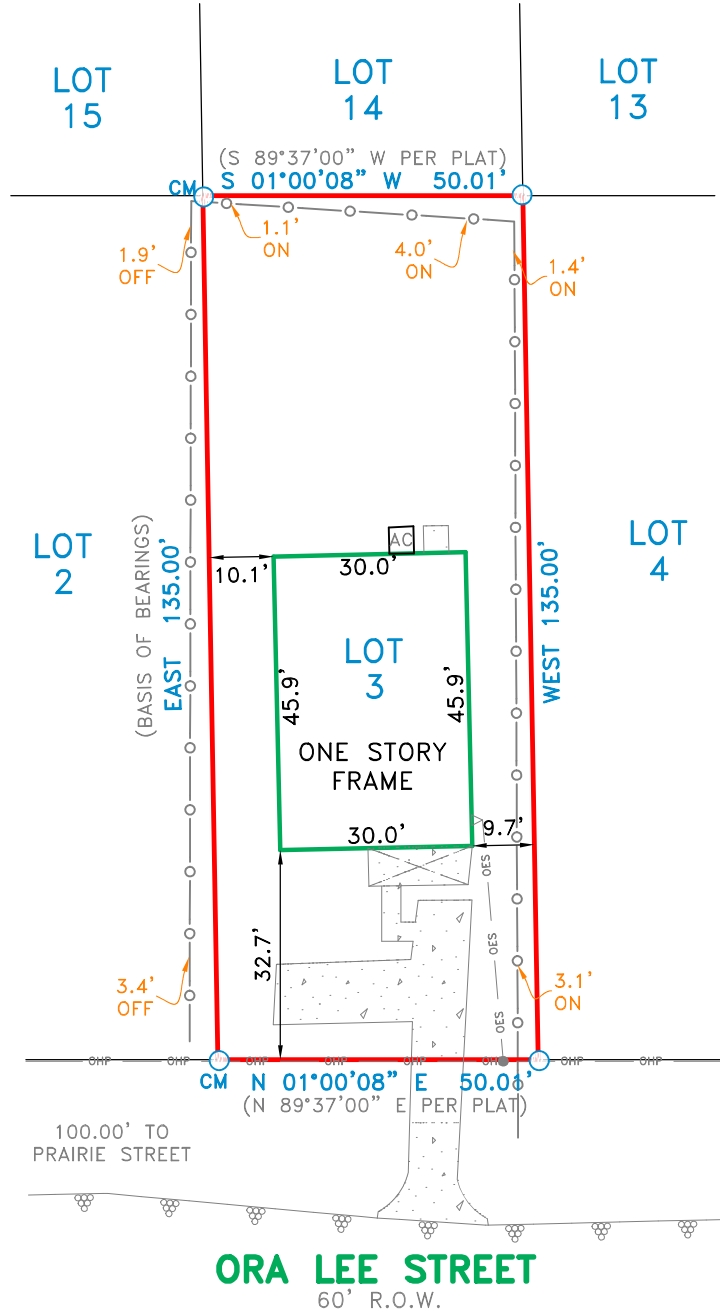 LOT
15
LOT
14
LOT
13
(S 89°37'00" W PER PLAT)
CM
S 01°00'08" W 50.01'
1.9'
OFF
1.1'
ON
4.0'
ON
1.4'
ON
LOT
2
(BASIS OF BEARINGS)
EAST 135.00'
10.1'
AC
30.0'
LOT
3
45.9'
45.9'
ONE STORY
FRAME
30.0'
9.7'
WEST 135.00'
LOT
4
OES
OES
OES
32.7'
3.4'
OFF
3.1'
ON
OHP OHP OHP OHP OHP OHP OHP
CM
N 01°00'08" E 50.01'
(N 89°37'00" E PER PLAT)
100.00' TO
PRAIRIE STREET
ORA LEE STREET
60' R.O.W.